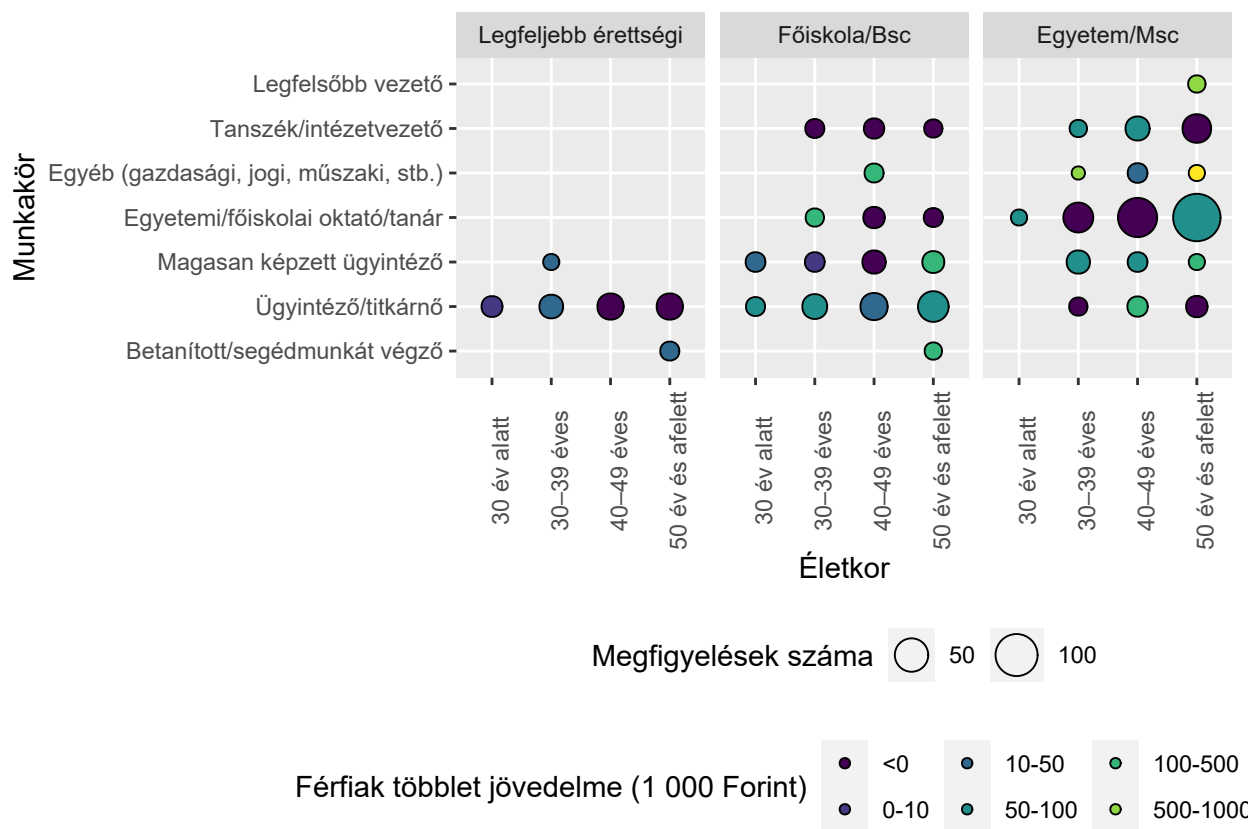 Legfeljebb érettségi
Főiskola/Bsc
Egyetem/Msc
Munkakör
Legfelsőbb vezető
Tanszék/intézetvezető
Egyéb (gazdasági, jogi, műszaki, stb.)
Egyetemi/főiskolai oktató/tanár
Magasan képzett ügyintéző
Ügyintéző/titkárnő
Betanított/segédmunkát végző
30 év alatt
30–39 éves
40–49 éves
50 év és afelett
30 év alatt
30–39 éves
40–49 éves
50 év és afelett
30 év alatt
30–39 éves
40–49 éves
50 év és afelett
Életkor
Megfigyelések száma
50
100
Férfiak többlet jövedelme (1 000 Forint)
<0
10-50
100-500
0-10
50-100
500-1000